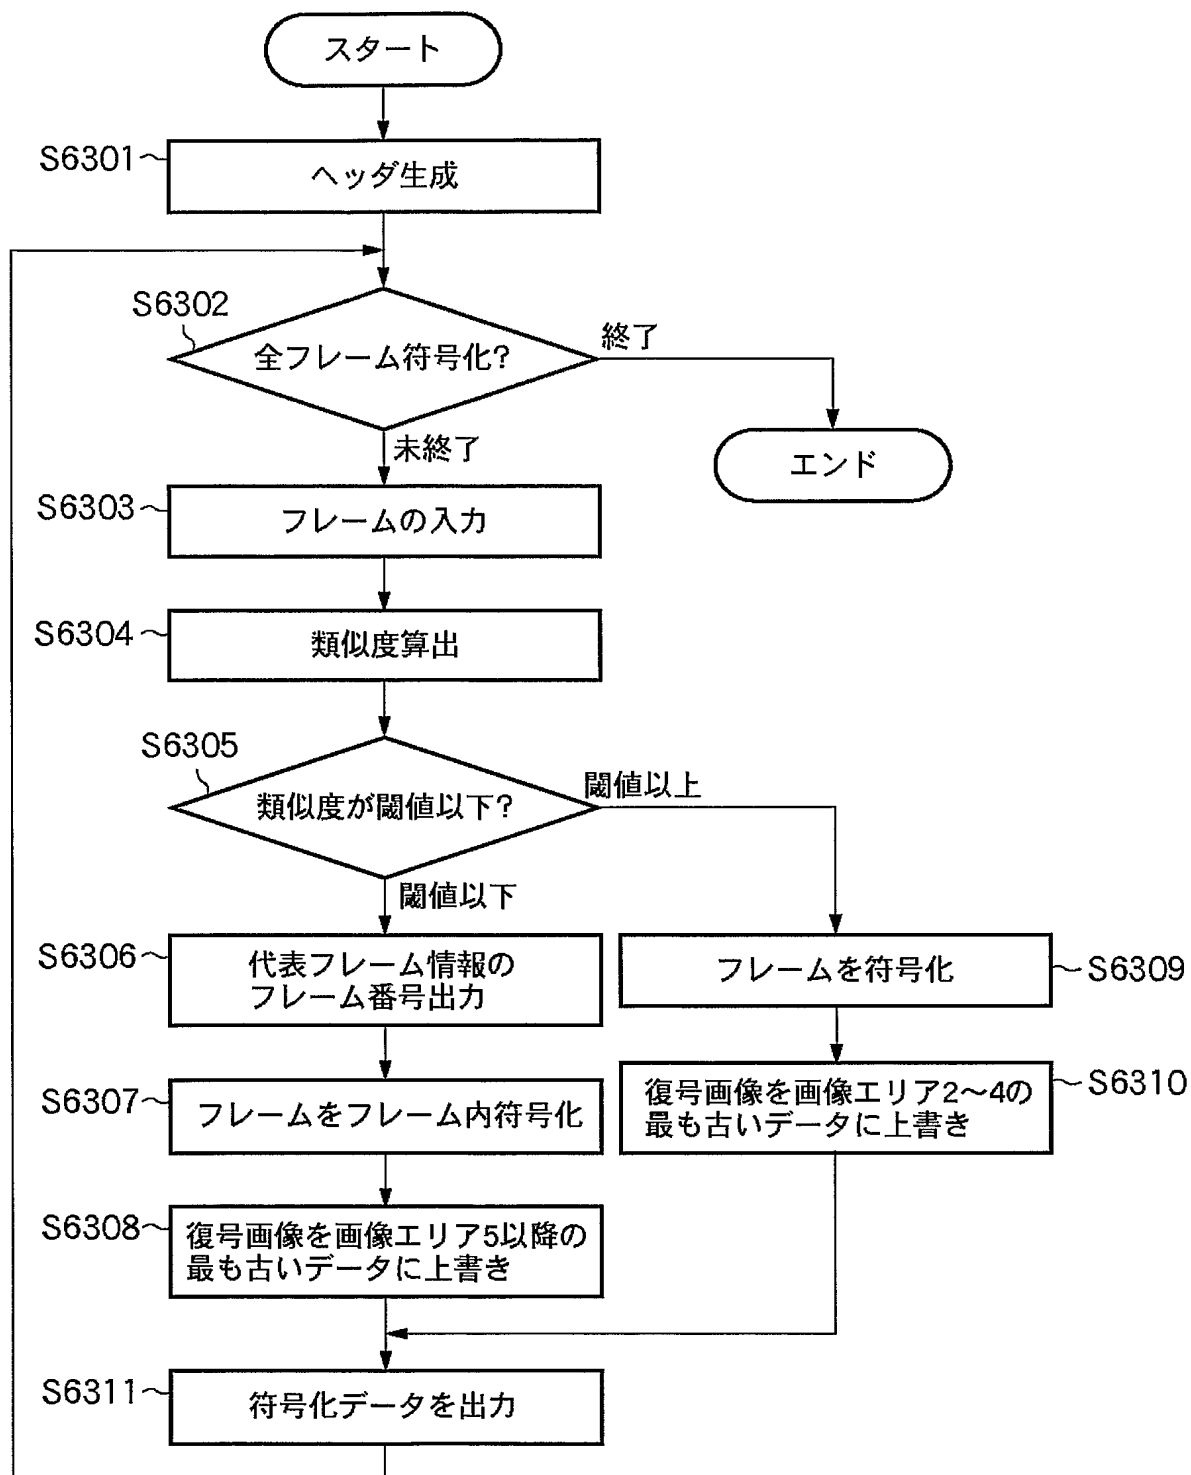 スタート
S6301
ヘッダ生成
S6302
全フレーム符号化?
終了
エンド
未終了
S6303
フレームの入力
S6304
類似度算出
S6305
類似度が閾値以下?
閾値以上
閾値以下
S6306
代表フレーム情報の
フレーム番号出力
フレームを符号化
S6309
S6307
フレームをフレーム内符号化
復号画像を画像エリア2〜4の
最も古いデータに上書き
S6310
S6308
復号画像を画像エリア5以降の
最も古いデータに上書き
S6311
符号化データを出力